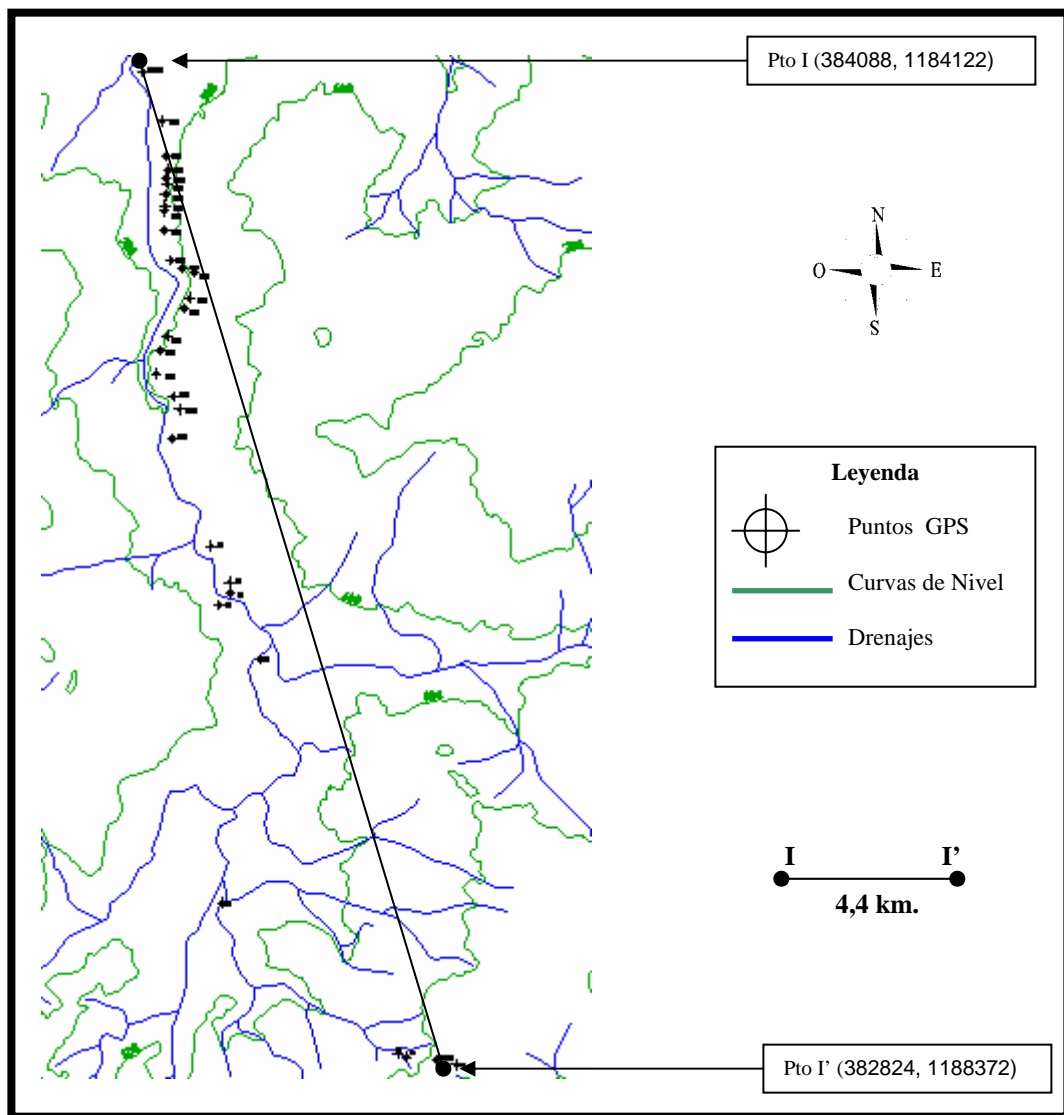 Pto I (384088, 1184122)
N
O
E
S
Leyenda
Puntos GPS
Curvas de Nivel
Drenajes
I
I’
4,4 km.
Pto I’ (382824, 1188372)